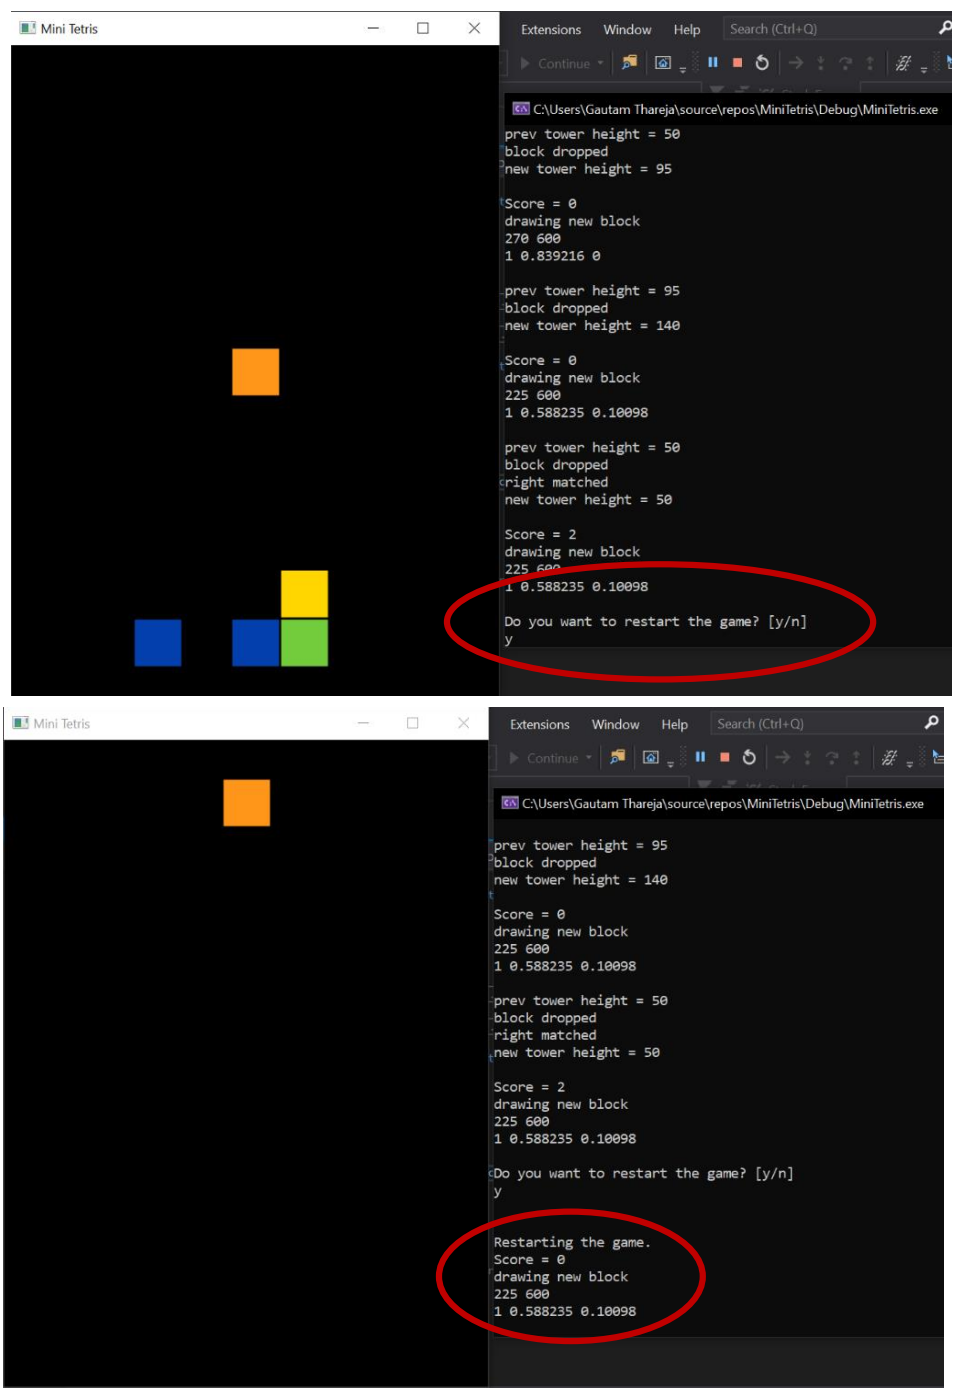 Mini Tetris
Extensions Window Help Search (Ctrl+Q)
Continue
C:\Users\Gautam Thareja\source\repos\MiniTetris\Debug\MiniTetris.exe
prev tower height = 50
block dropped
new tower height = 95
Score = 0
drawing new block
270 600
1 0.839216 0
prev tower height = 95
block dropped
new tower height = 140
Score = 0
drawing new block
225 600
1 0.588235 0.10098
prev tower height = 50
block dropped
right matched
new tower height = 50
Score = 2
drawing new block
225 600
1 0.588235 0.10098
Do you want to restart the game? [y/n]
y
Mini Tetris
Extensions Window Help Search (Ctrl+Q)
Continue
C:\Users\Gautam Thareja\source\repos\MiniTetris\Debug\MiniTetris.exe
prev tower height = 95
block dropped
new tower height = 140
Score = 0
drawing new block
225 600
1 0.588235 0.10098
prev tower height = 50
block dropped
right matched
new tower height = 50
Score = 2
drawing new block
225 600
1 0.588235 0.10098
Do you want to restart the game? [y/n]
y
Restarting the game.
Score = 0
drawing new block
225 600
1 0.588235 0.10098